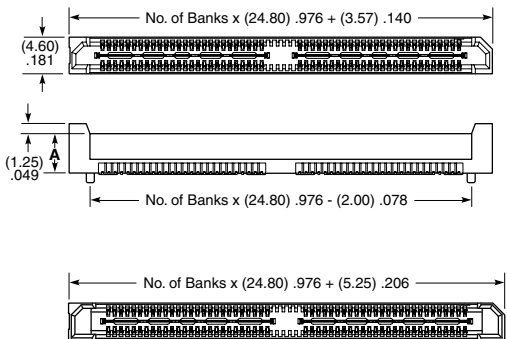 No. of Banks x (24.80) .976 + (3.57) .140
(4.60)
.181
A
(1.25)
.049
No. of Banks x (24.80) .976 - (2.00) .078
No. of Banks x (24.80) .976 + (5.25) .206